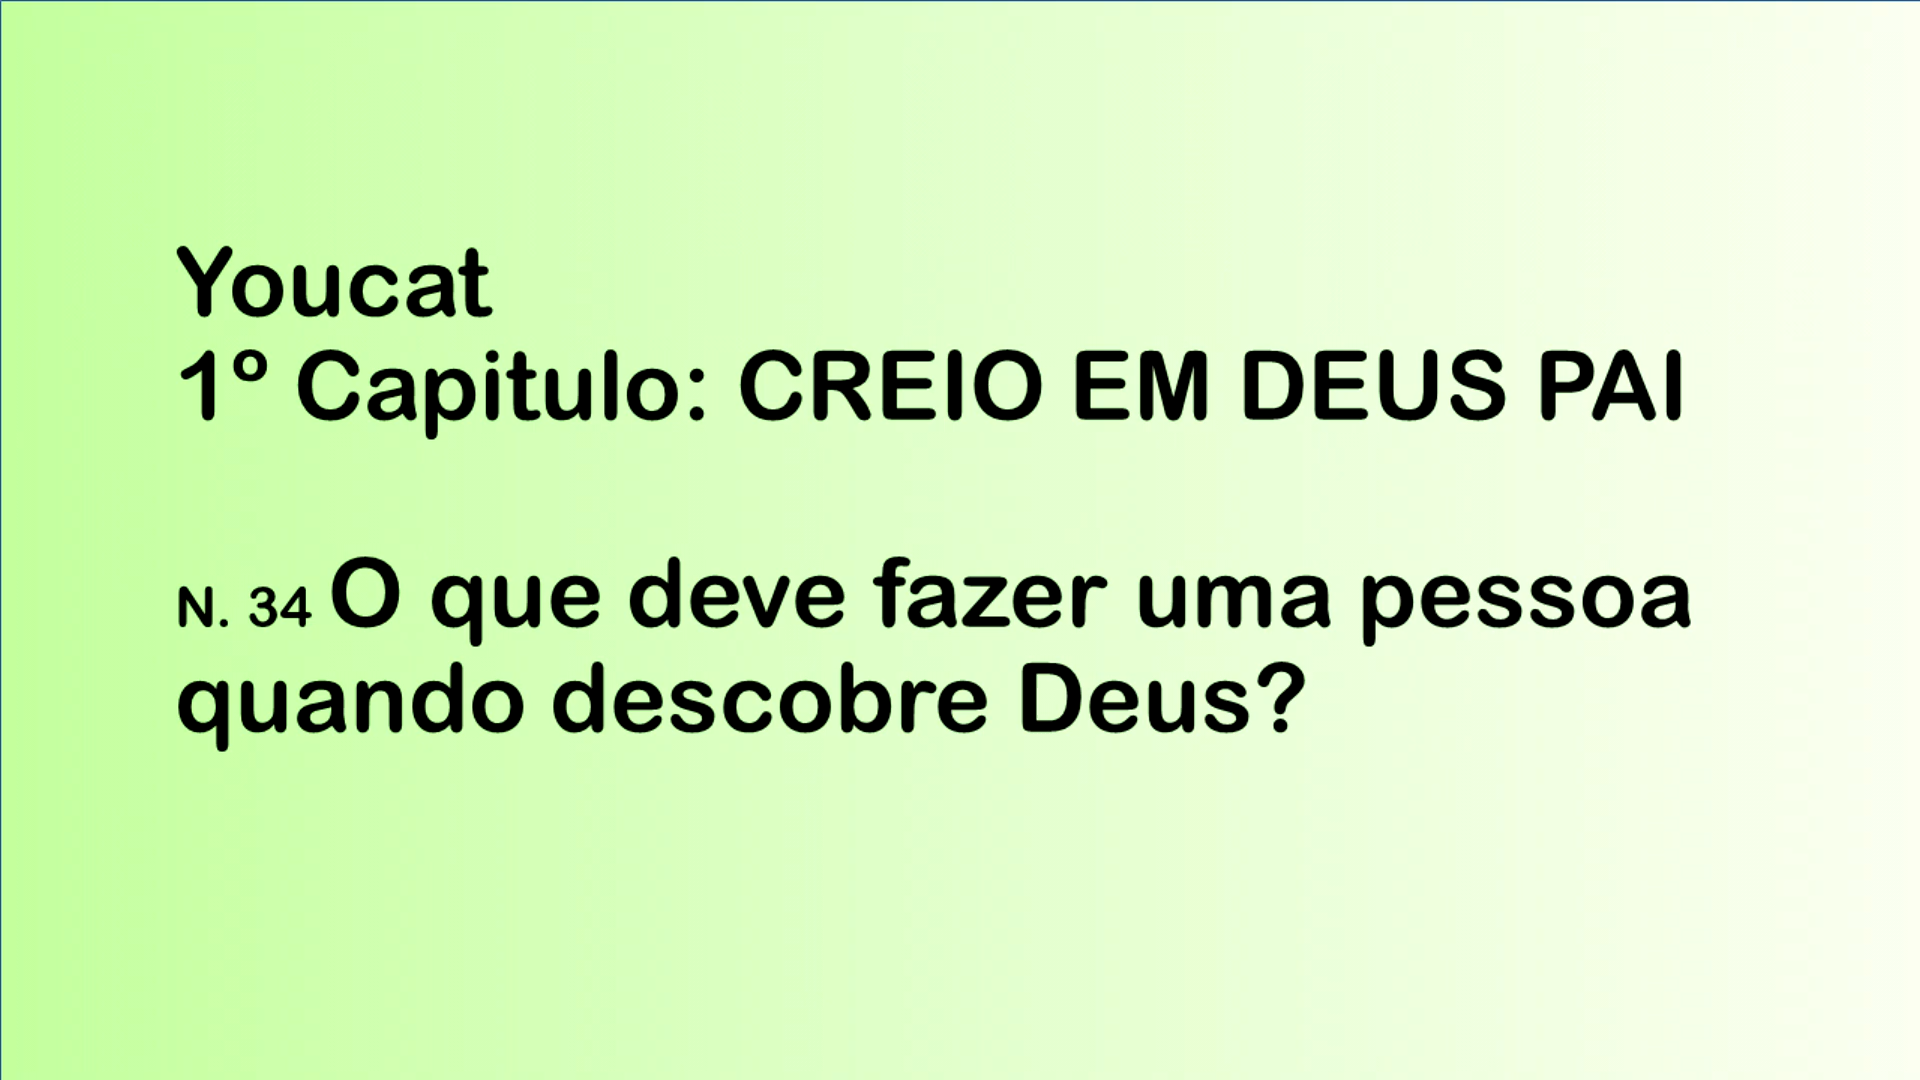 Youcat
1º Capitulo: CREIO EM DEUS PAI
N. 34 O que deve fazer uma pessoa
quando descobre Deus?